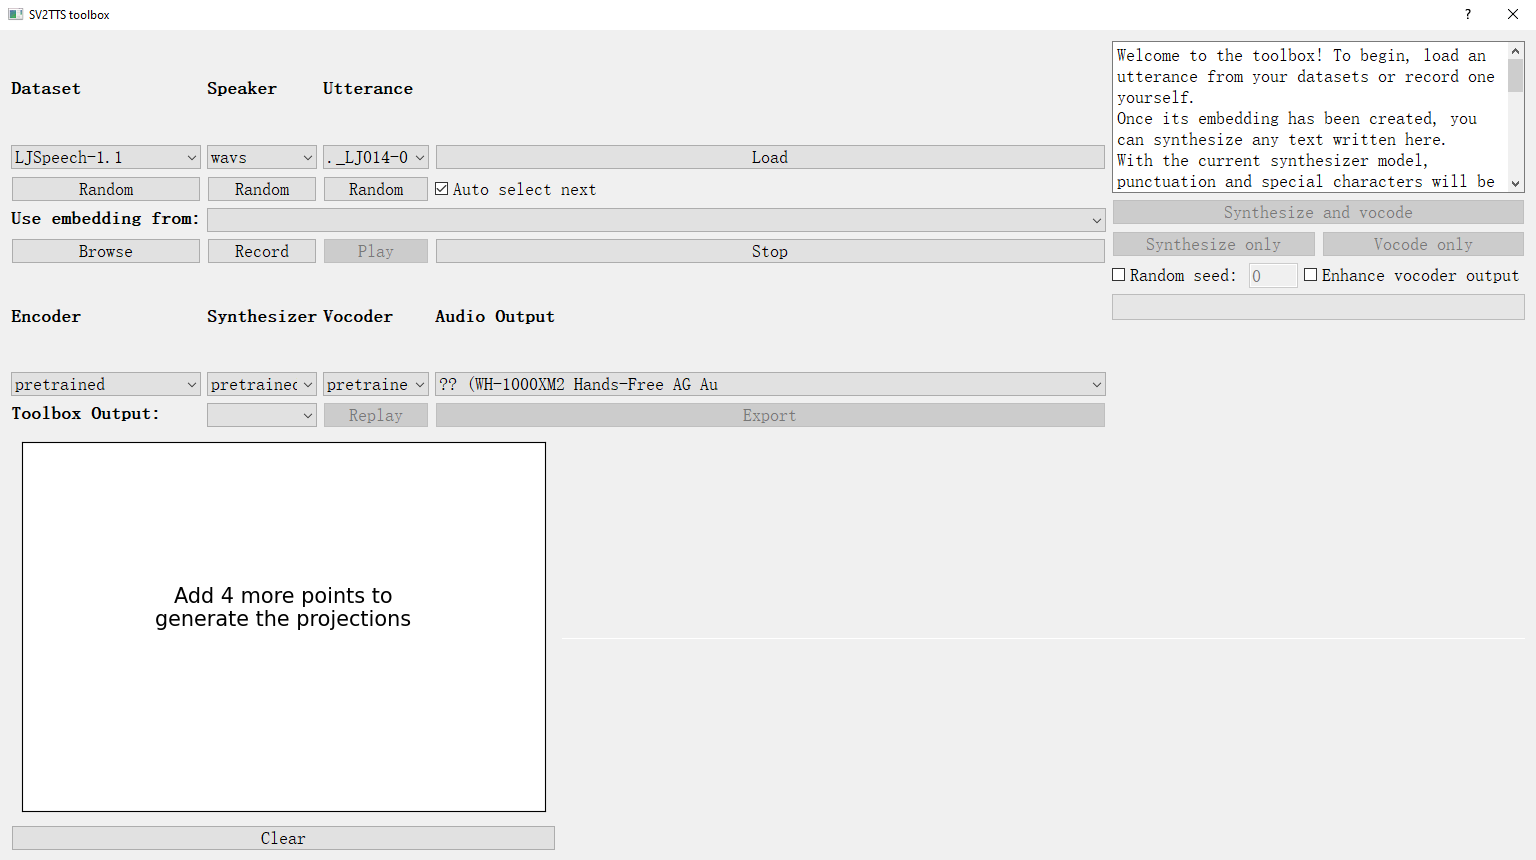 SV2TTS toolbox
?
Dataset Speaker Utterance
LJSpeech-1.1 wavs ._LJ014-0 Load
Random Random Random Auto select next
Use embedding from:
Browse Record Play Stop
Encoder Synthesizer Vocoder Audio Output
pretrained pretrained pretraine ?? (WH-1000XM2 Hands-Free AG Au
Toolbox Output: Replay Export
Add 4 more points to
generate the projections
Clear
Welcome to the toolbox! To begin, load an
utterance from your datasets or record one
yourself.
Once its embedding has been created, you
can synthesize any text written here.
With the current synthesizer model,
punctuation and special characters will be
Synthesize and vocode
Synthesize only Vocode only
Random seed: 0 Enhance vocoder output